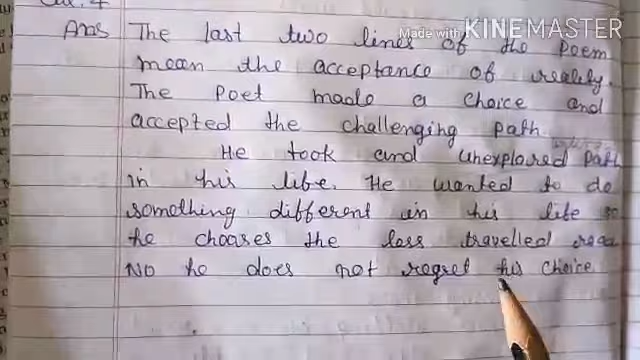 Made with KINEMASTER
Que. 4
Ans The last two lines of the poem
mean the acceptance of reality.
The Poet made a choice and
accepted the challenging path
He took and unexplored path
in his life. He wanted to do
something different in his life so
he chooses the less travelled road
No he does not regret his choice